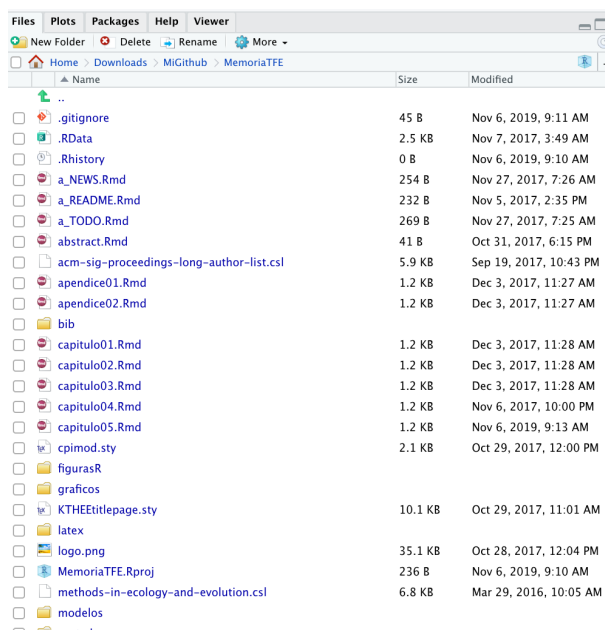 Files Plots Packages Help Viewer
New Folder Delete Rename More
Home > Downloads > MiGithub > MemoriaTFE
Name Size Modified
..
.gitignore 45 B Nov 6, 2019, 9:11 AM
.RData 2.5 KB Nov 7, 2017, 3:49 AM
.Rhistory 0 B Nov 6, 2019, 9:10 AM
a_NEWS.Rmd 254 B Nov 27, 2017, 7:26 AM
a_README.Rmd 232 B Nov 5, 2017, 2:35 PM
a_TODO.Rmd 269 B Nov 27, 2017, 7:25 AM
abstract.Rmd 41 B Oct 31, 2017, 6:15 PM
acm-sig-proceedings-long-author-list.csl 5.9 KB Sep 19, 2017, 10:43 PM
apendice01.Rmd 1.2 KB Dec 3, 2017, 11:27 AM
apendice02.Rmd 1.2 KB Dec 3, 2017, 11:27 AM
bib
capitulo01.Rmd 1.2 KB Dec 3, 2017, 11:28 AM
capitulo02.Rmd 1.2 KB Dec 3, 2017, 11:28 AM
capitulo03.Rmd 1.2 KB Dec 3, 2017, 11:28 AM
capitulo04.Rmd 1.2 KB Nov 6, 2017, 10:00 PM
capitulo05.Rmd 1.2 KB Nov 6, 2019, 9:13 AM
cpimod.sty 2.1 KB Oct 29, 2017, 12:00 PM
figurasR
graficos
KTHEEtitlepage.sty 10.1 KB Oct 29, 2017, 11:01 AM
latex
logo.png 35.1 KB Oct 28, 2017, 12:04 PM
MemoriaTFE.Rproj 236 B Nov 6, 2019, 9:10 AM
methods-in-ecology-and-evolution.csl 6.8 KB Mar 29, 2016, 10:05 AM
modelos